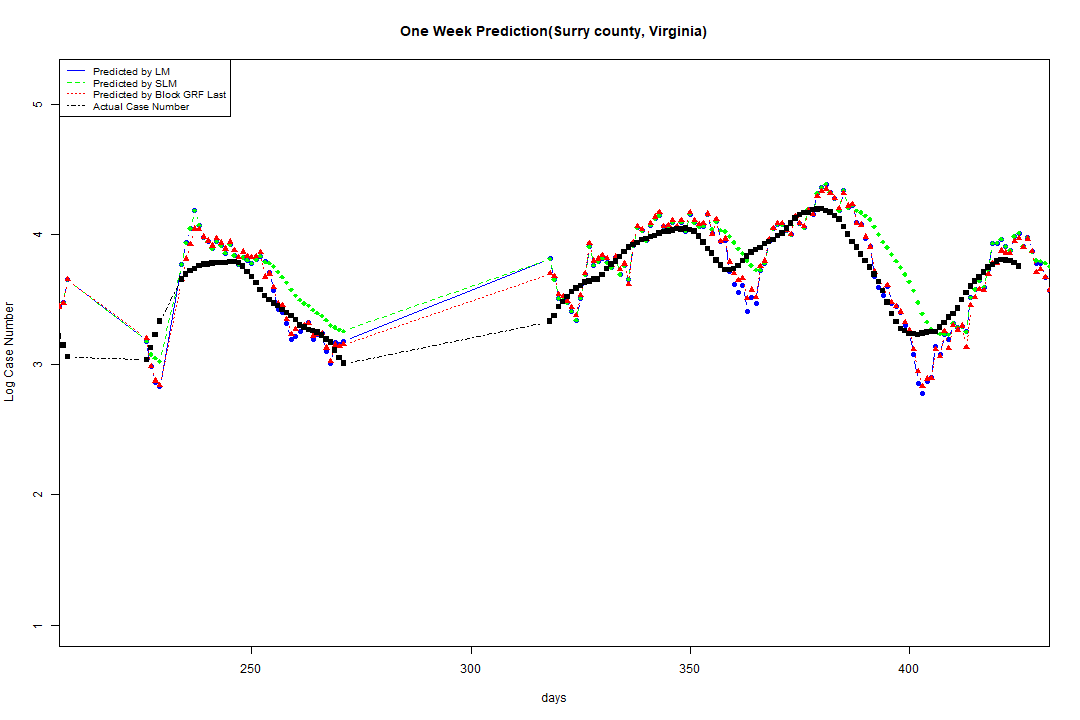 One Week Prediction(Surry county, Virginia)
Predicted by LM
Predicted by SLM
Predicted by Block GRF Last
Actual Case Number
5
4
3
2
1
Log Case Number
250 300 350 400
days